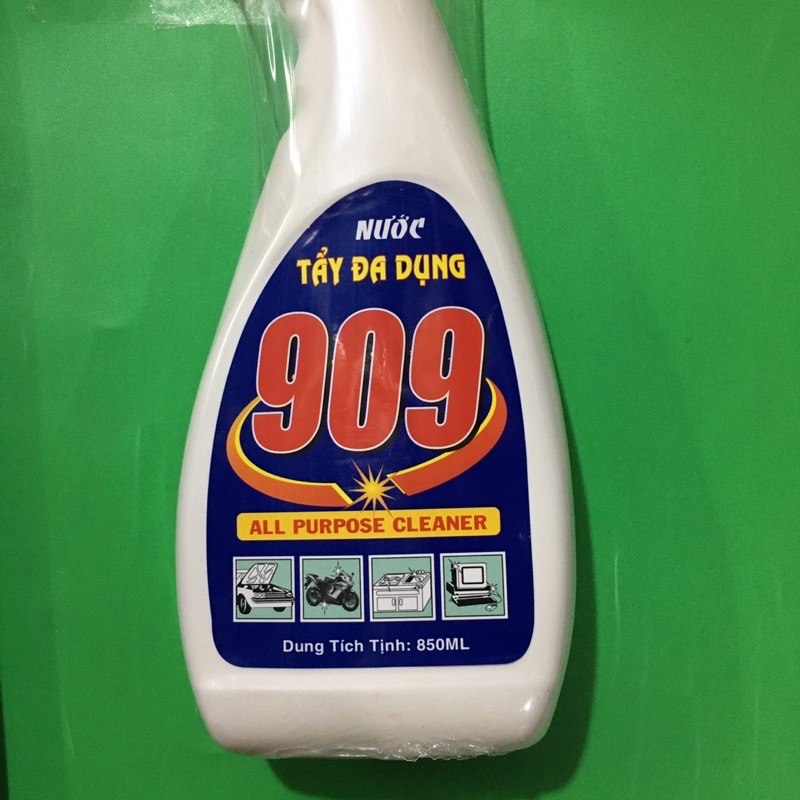 NƯỚC
TẨY ĐA DỤNG
909
ALL PURPOSE CLEANER
Dung Tích Tịnh: 850ML